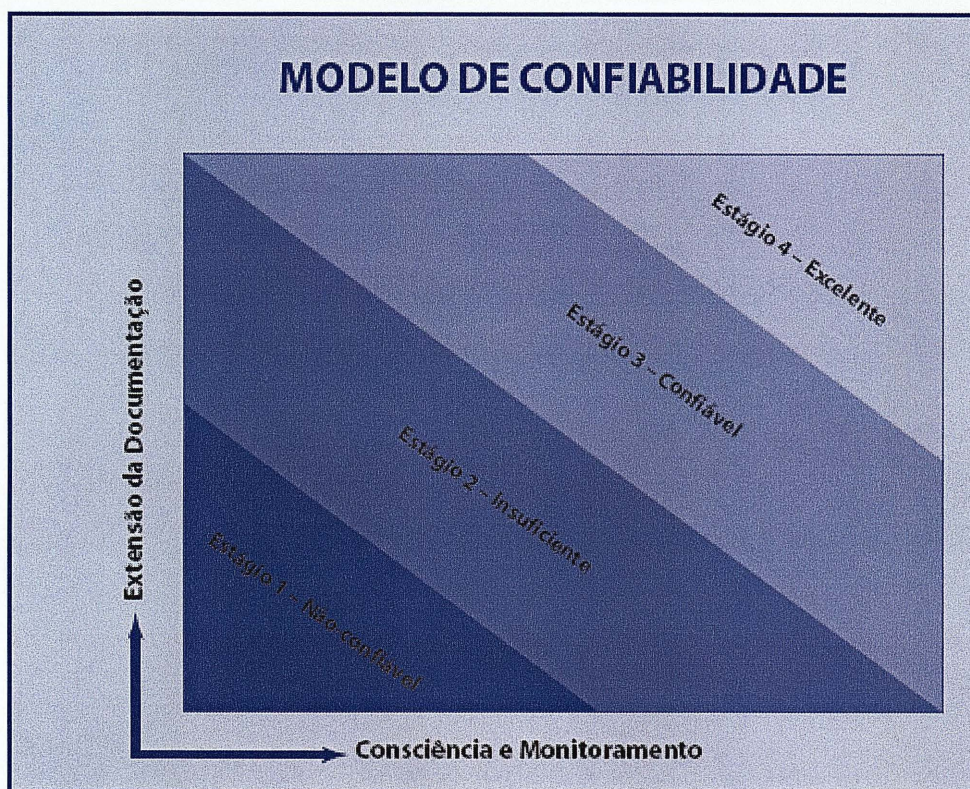 MODELO DE CONFIABILIDADE
Estágio 4 – Excelente
Estágio 3 – Confiável
Estágio 2 – Insuficiente
Estágio 1 – Não-confiável
Extensão da Documentação
Consciência e Monitoramento